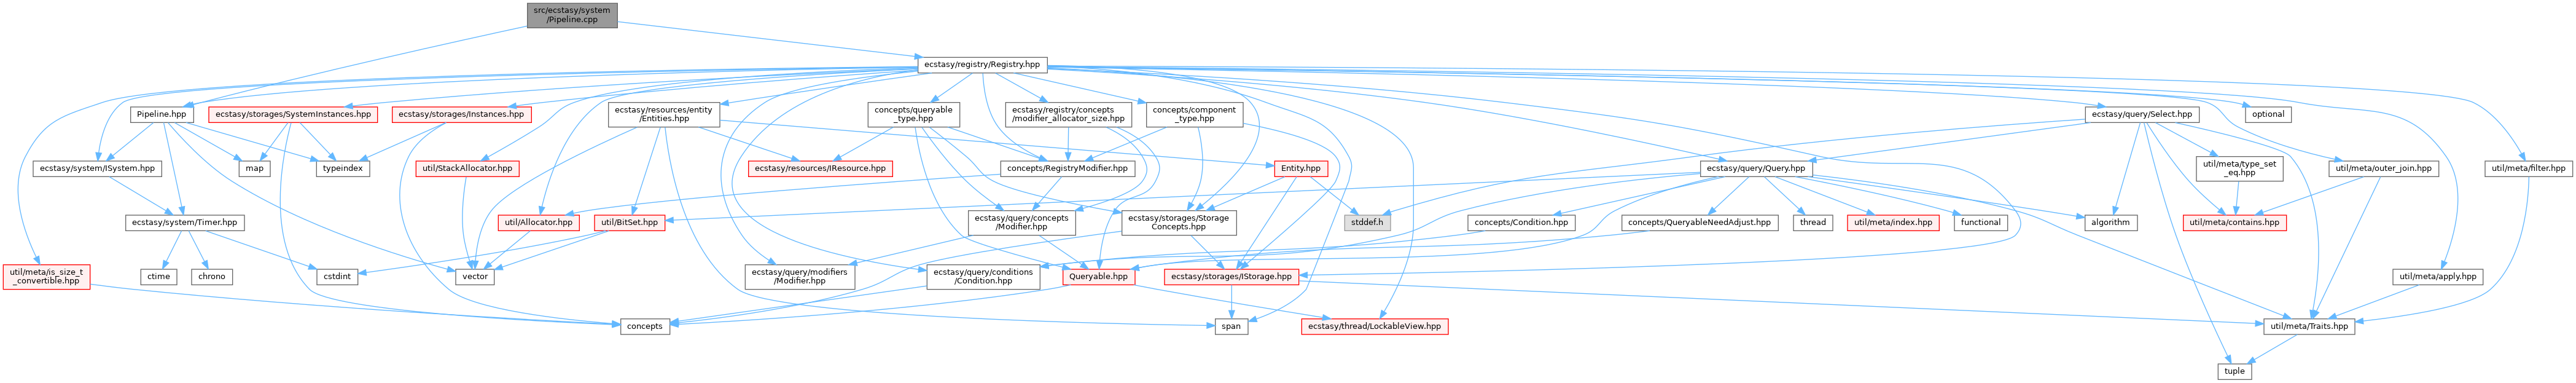 src/ecstasy/system
/Pipeline.cpp
ecstasy/registry/Registry.hpp
Pipeline.hpp
ecstasy/storages/SystemInstances.hpp
ecstasy/storages/Instances.hpp
ecstasy/resources/entity
/Entities.hpp
concepts/queryable
_type.hpp
ecstasy/registry/concepts
/modifier_allocator_size.hpp
concepts/component
_type.hpp
ecstasy/query/Select.hpp
optional
ecstasy/system/ISystem.hpp
map
typeindex
util/StackAllocator.hpp
ecstasy/resources/IResource.hpp
concepts/RegistryModifier.hpp
Entity.hpp
ecstasy/query/Query.hpp
util/meta/type_set
_eq.hpp
util/meta/outer_join.hpp
util/meta/filter.hpp
ecstasy/system/Timer.hpp
util/Allocator.hpp
util/BitSet.hpp
ecstasy/query/concepts
/Modifier.hpp
ecstasy/storages/Storage
Concepts.hpp
stddef.h
concepts/Condition.hpp
concepts/QueryableNeedAdjust.hpp
thread
util/meta/index.hpp
functional
algorithm
util/meta/contains.hpp
util/meta/is_size_t
_convertible.hpp
ctime
chrono
cstdint
vector
ecstasy/query/modifiers
/Modifier.hpp
ecstasy/query/conditions
/Condition.hpp
Queryable.hpp
ecstasy/storages/IStorage.hpp
util/meta/apply.hpp
concepts
span
ecstasy/thread/LockableView.hpp
util/meta/Traits.hpp
tuple